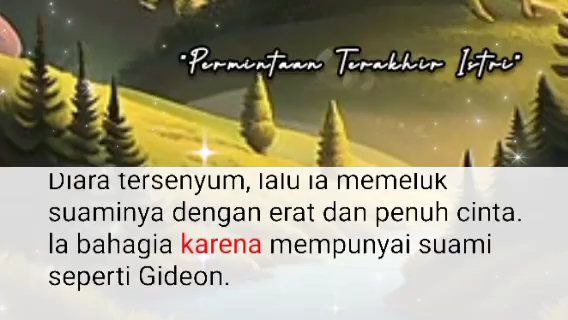 "Permintaan Terakhir Istri"
Diara tersenyum, lalu ia memeluk
suaminya dengan erat dan penuh cinta.
Ia bahagia karena mempunyai suami
seperti Gideon.